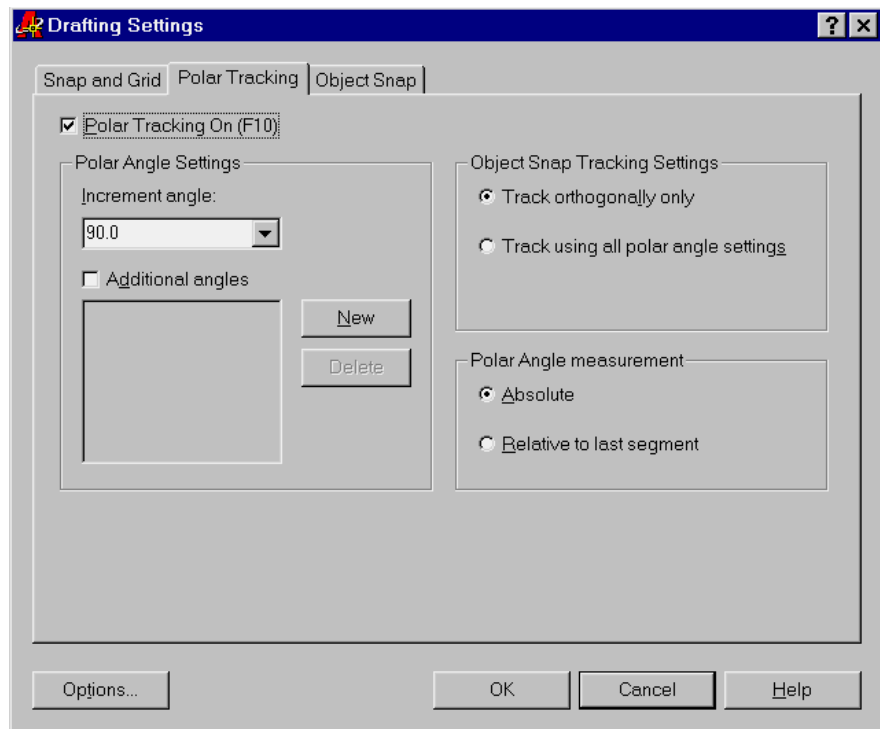 Drafting Settings
Snap and Grid Polar Tracking Object Snap
Polar Tracking On (F10)
Polar Angle Settings
Increment angle:
90.0
Additional angles
New
Delete
Object Snap Tracking Settings
Track orthogonally only
Track using all polar angle settings
Polar Angle measurement
Absolute
Relative to last segment
Options... OK Cancel Help